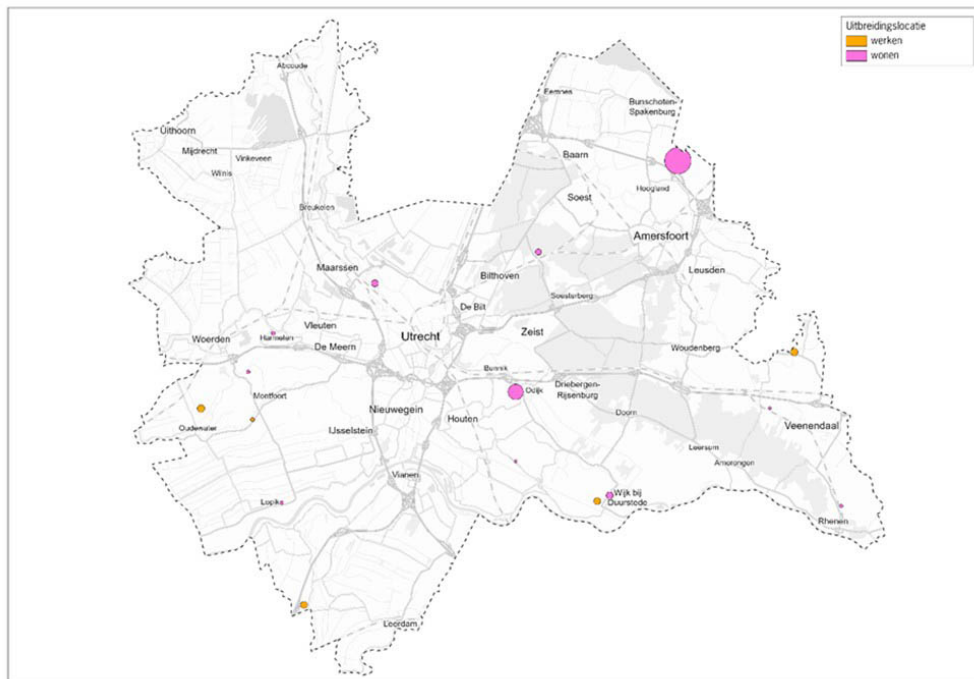 Uitbreidingslocatie
werken
wonen
Abcoude
Eemnes
Bunschoten-
Spakenburg
Uithoorn
Mijdrecht
Vinkeveen
Wilnis
Baarn
Hoogland
Soest
Breukelen
Amersfoort
Maarssen
Bilthoven
Leusden
Soesterberg
De Bilt
Vleuten
Utrecht
Zeist
Woerden
Harmelen
De Meern
Woudenberg
Bunnik
Odijk
Driebergen-
Rijsenburg
Montfoort
Nieuwegein
Houten
Doorn
Veenendaal
Oudewater
IJsselstein
Leersum
Amerongen
Vianen
Wijk bij
Duurstede
Lopik
Rhenen
Leerdam